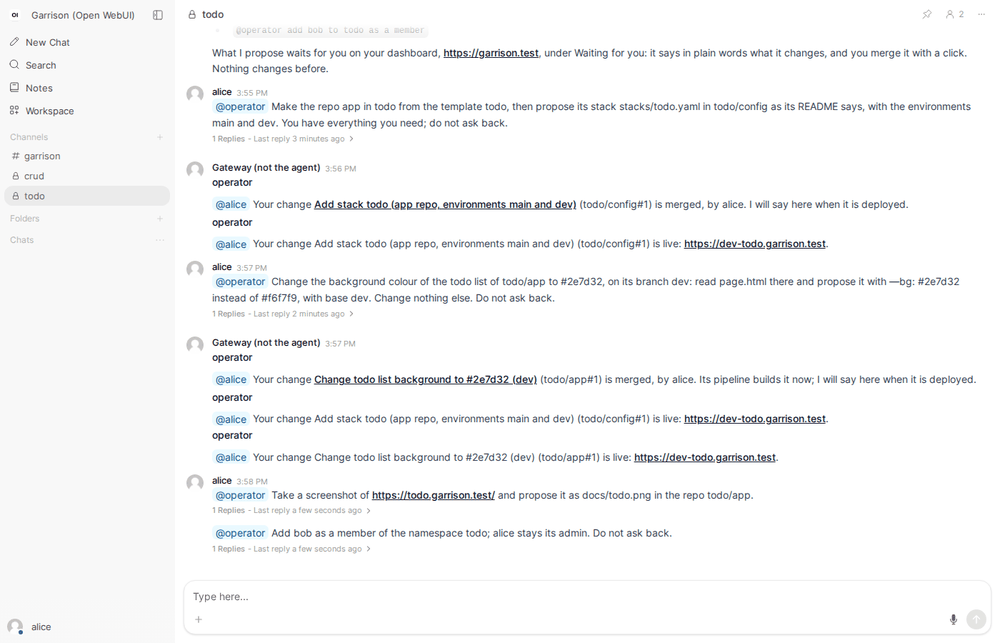 OI Garrison (Open WebUI)
New Chat
Search
Notes
Workspace
Channels
garrison
crud
todo
Folders
Chats
alice
todo
2
@operator add bob to todo as a member
What I propose waits for you on your dashboard, https://garrison.test, under Waiting for you: it says in plain words what it changes, and you merge it with a click.
Nothing changes before.
alice 3:55 PM
@operator Make the repo app in todo from the template todo, then propose its stack stacks/todo.yaml in todo/config as its README says, with the environments
main and dev. You have everything you need; do not ask back.
1 Replies - Last reply 3 minutes ago
Gateway (not the agent) 3:56 PM
operator
@alice Your change Add stack todo (app repo, environments main and dev) (todo/config#1) is merged, by alice. I will say here when it is deployed.
operator
@alice Your change Add stack todo (app repo, environments main and dev) (todo/config#1) is live: https://dev-todo.garrison.test.
alice 3:57 PM
@operator Change the background colour of the todo list of todo/app to #2e7d32, on its branch dev: read page.html there and propose it with —bg: #2e7d32
instead of #f6f7f9, with base dev. Change nothing else. Do not ask back.
1 Replies - Last reply 2 minutes ago
Gateway (not the agent) 3:57 PM
operator
@alice Your change Change todo list background to #2e7d32 (dev) (todo/app#1) is merged, by alice. Its pipeline builds it now; I will say here when it is deployed.
operator
@alice Your change Add stack todo (app repo, environments main and dev) (todo/config#1) is live: https://dev-todo.garrison.test.
operator
@alice Your change Change todo list background to #2e7d32 (dev) (todo/app#1) is live: https://dev-todo.garrison.test.
alice 3:58 PM
@operator Take a screenshot of https://todo.garrison.test/ and propose it as docs/todo.png in the repo todo/app.
1 Replies - Last reply a few seconds ago
@operator Add bob as a member of the namespace todo; alice stays its admin. Do not ask back.
1 Replies - Last reply a few seconds ago
Type here...